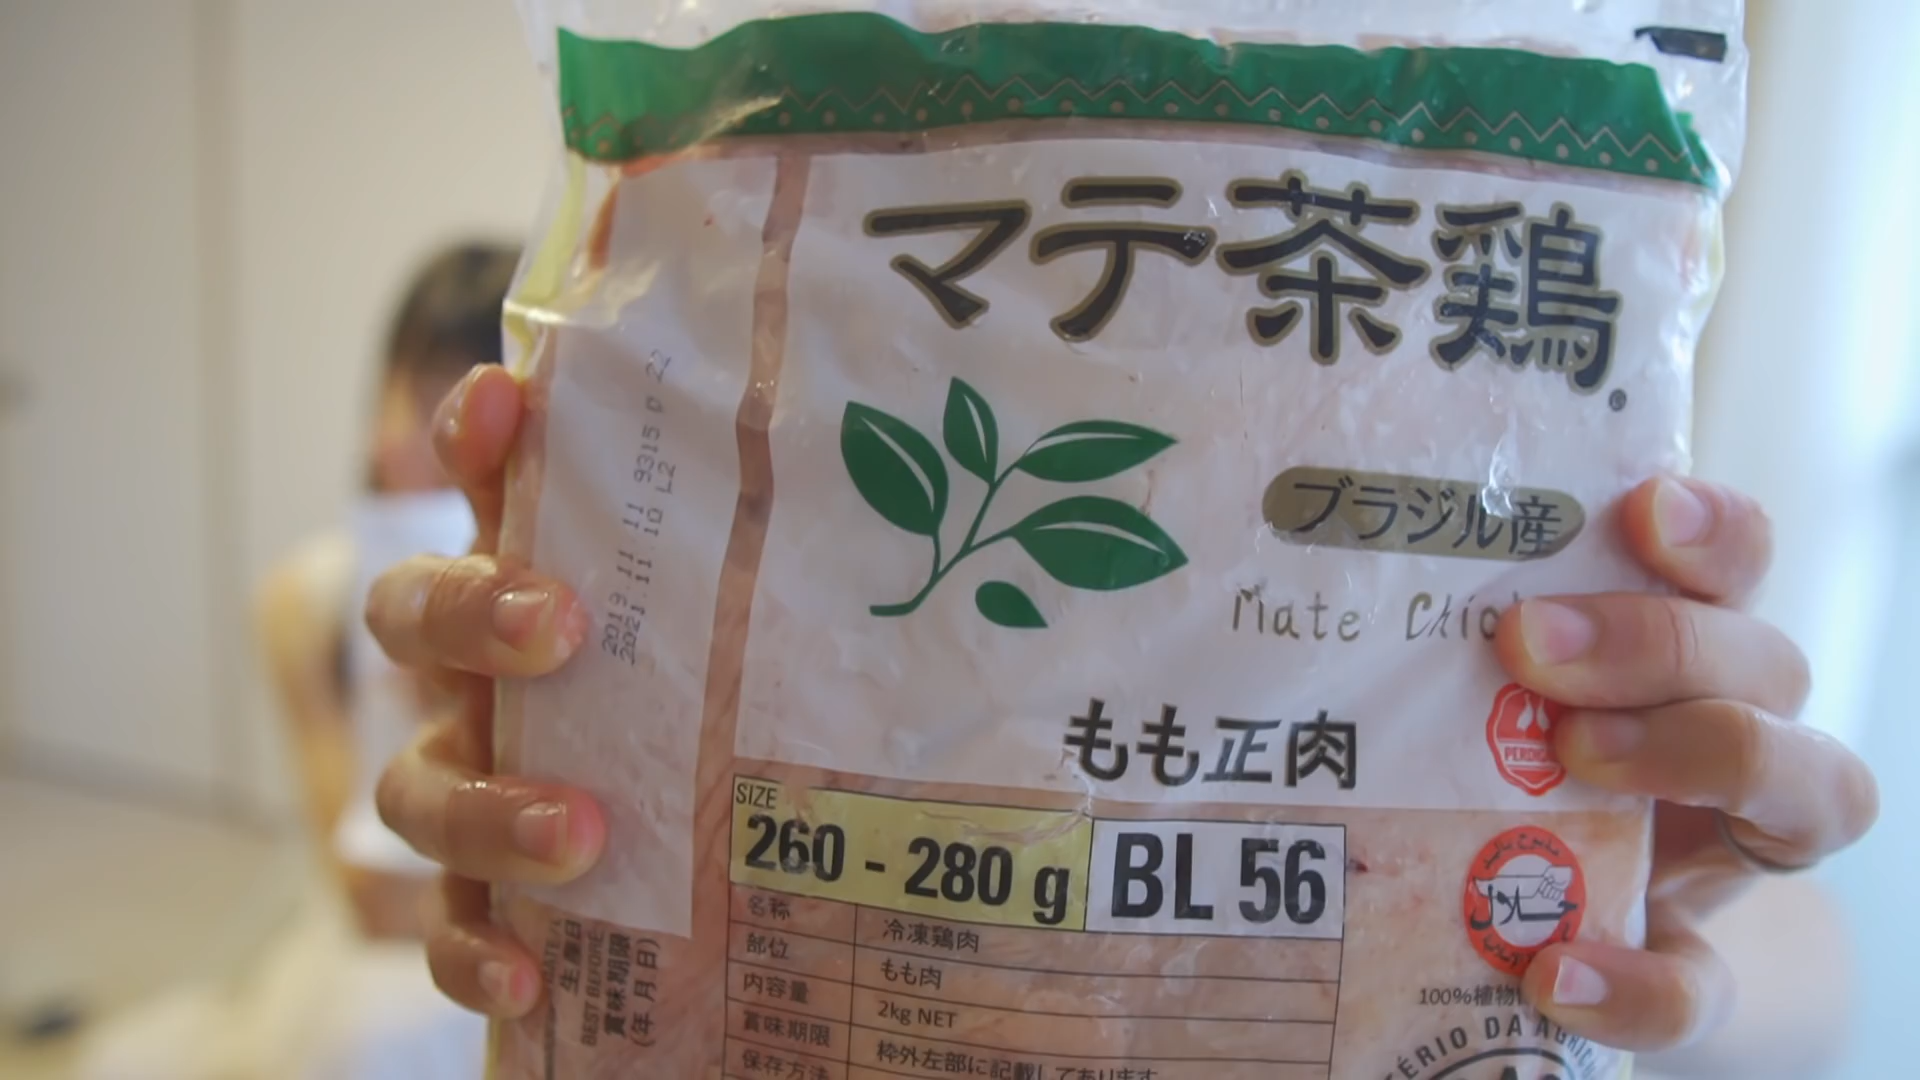 マテ茶鶏®
ブラジル産
Mate Chic
もも正肉
2019.11.11 9315 0 22
2021.11.10 L2
SIZE
260 - 280 g
BL 56
名称 冷凍鶏肉
部位 もも肉
内容量 2kg NET
賞味期限 枠外左部に記載してあります
保存方法
生産日
BEST BEFORE:
賞味期限
(年 月 日)
100%植物
ÉRIO DA AGRIC